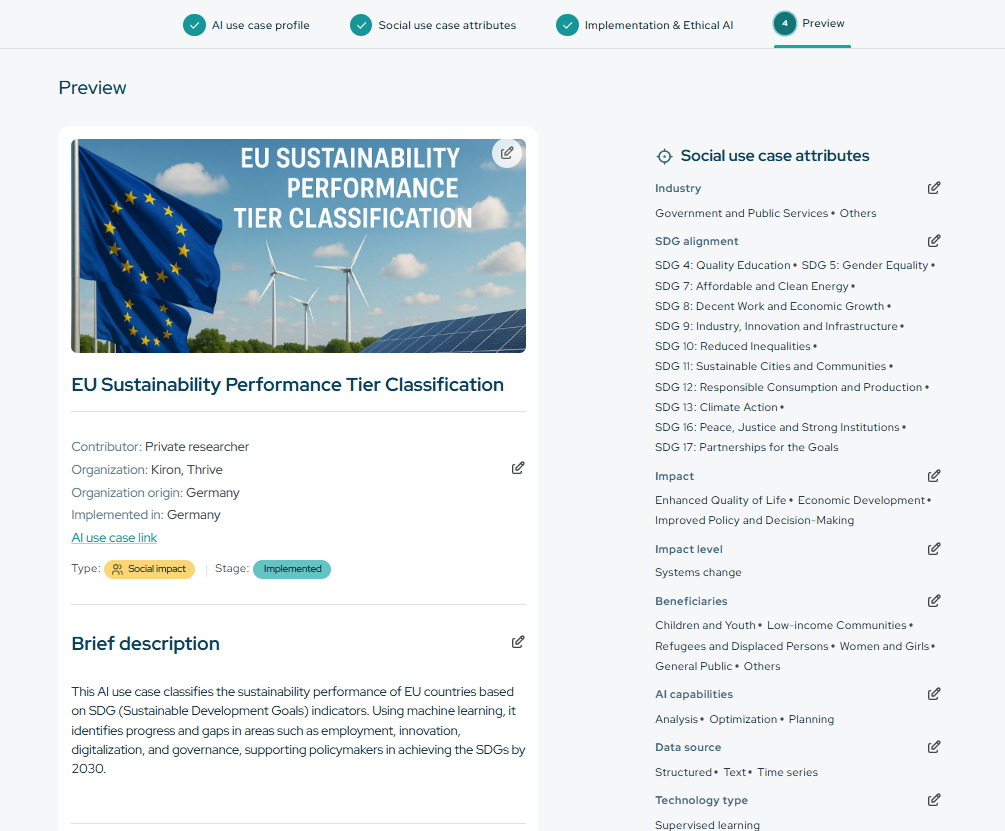 AI use case profile
Social use case attributes
Implementation & Ethical AI
4 Preview
Preview
EU SUSTAINABILITY
PERFORMANCE
TIER CLASSIFICATION
EU Sustainability Performance Tier Classification
Contributor: Private researcher
Organization: Kiron, Thrive
Organization origin: Germany
Implemented in: Germany
AI use case link
Type: Social impact | Stage: Implemented
Brief description
This AI use case classifies the sustainability performance of EU countries based
on SDG (Sustainable Development Goals) indicators. Using machine learning, it
identifies progress and gaps in areas such as employment, innovation,
digitalization, and governance, supporting policymakers in achieving the SDGs by
2030.
Social use case attributes
Industry
Government and Public Services • Others
SDG alignment
SDG 4: Quality Education • SDG 5: Gender Equality •
SDG 7: Affordable and Clean Energy •
SDG 8: Decent Work and Economic Growth •
SDG 9: Industry, Innovation and Infrastructure •
SDG 10: Reduced Inequalities •
SDG 11: Sustainable Cities and Communities •
SDG 12: Responsible Consumption and Production •
SDG 13: Climate Action •
SDG 16: Peace, Justice and Strong Institutions •
SDG 17: Partnerships for the Goals
Impact
Enhanced Quality of Life • Economic Development •
Improved Policy and Decision-Making
Impact level
Systems change
Beneficiaries
Children and Youth • Low-income Communities •
Refugees and Displaced Persons • Women and Girls •
General Public • Others
AI capabilities
Analysis • Optimization • Planning
Data source
Structured • Text • Time series
Technology type
Supervised learning